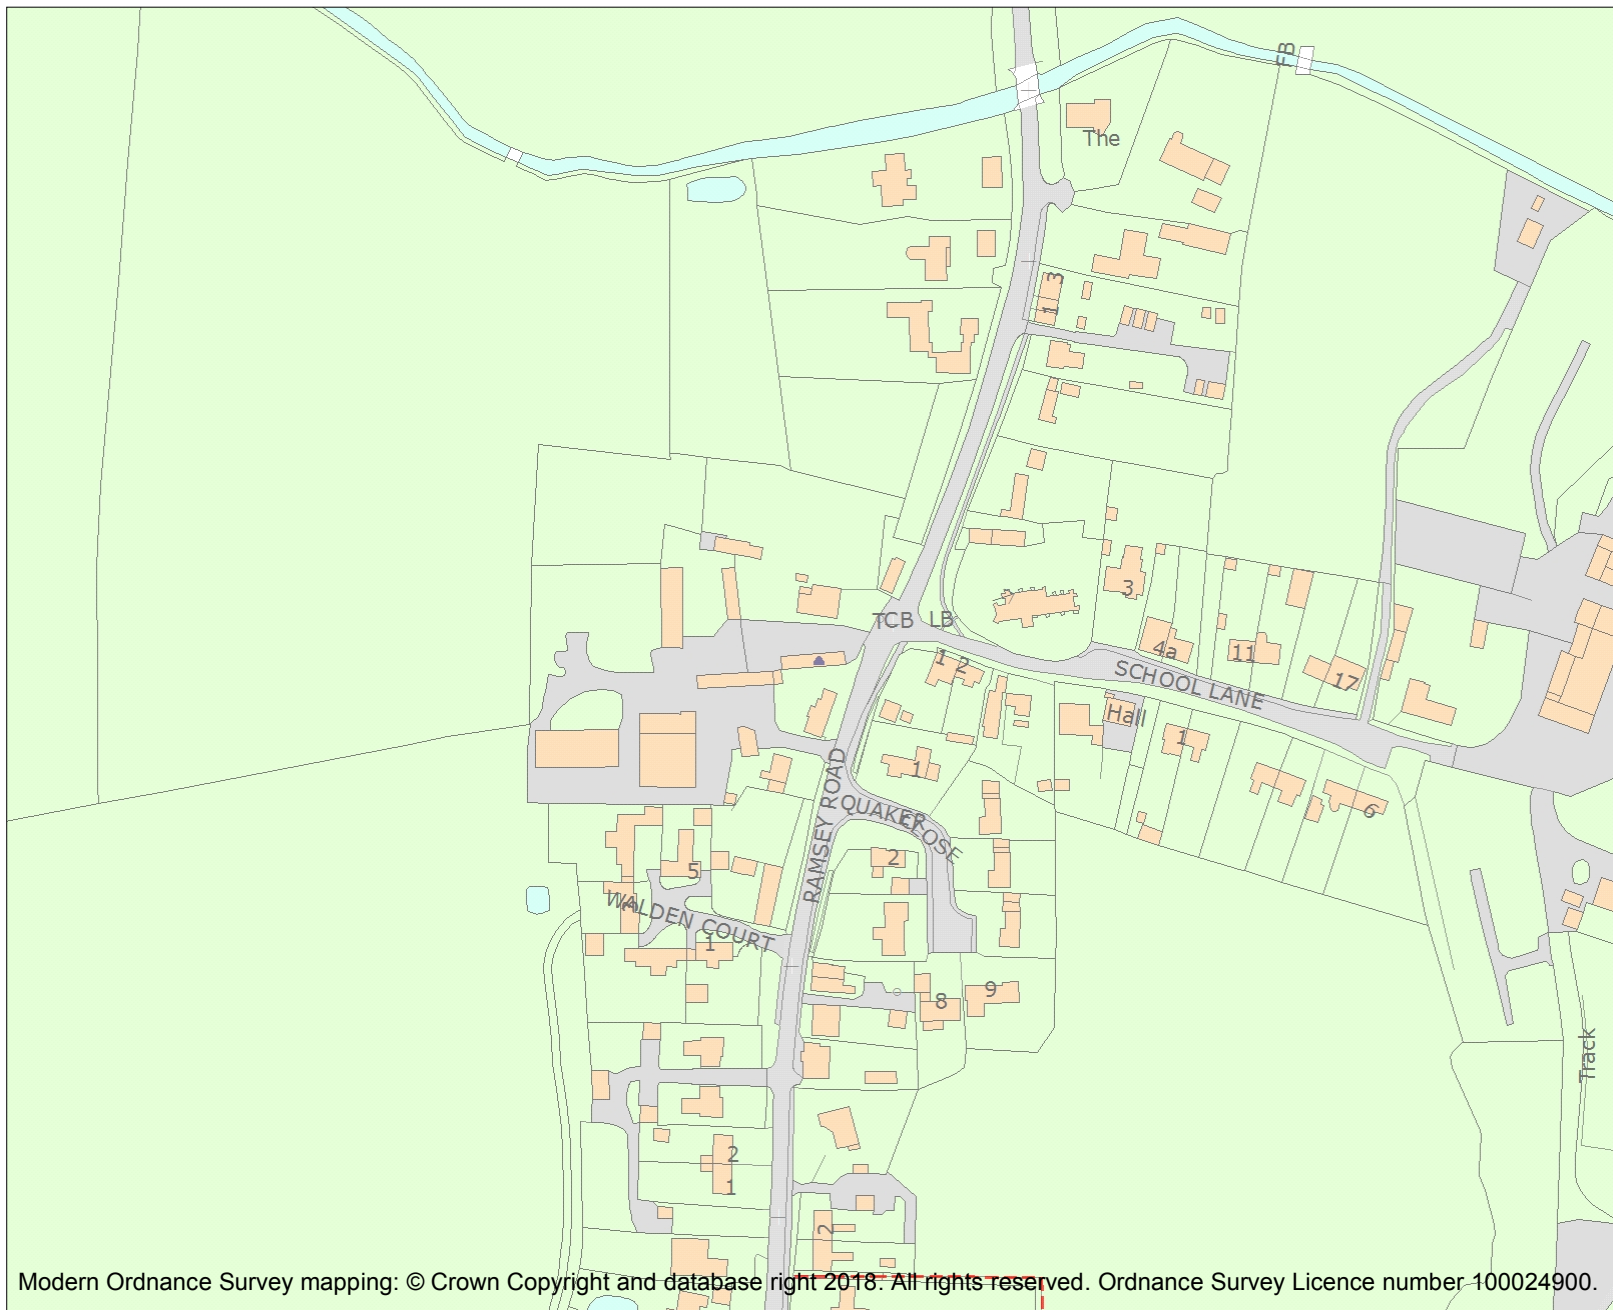 FB
The
3
1
TCB LB
3
4a
11
17
SCHOOL LANE
1 2
Hall
1
6
1
RAMSEY ROAD
QUAKER CLOSE
2
5
3
WALDEN COURT
1
8
9
Track
2
1
2
Modern Ordnance Survey mapping: © Crown Copyright and database right 2018. All rights reserved. Ordnance Survey Licence number 100024900.